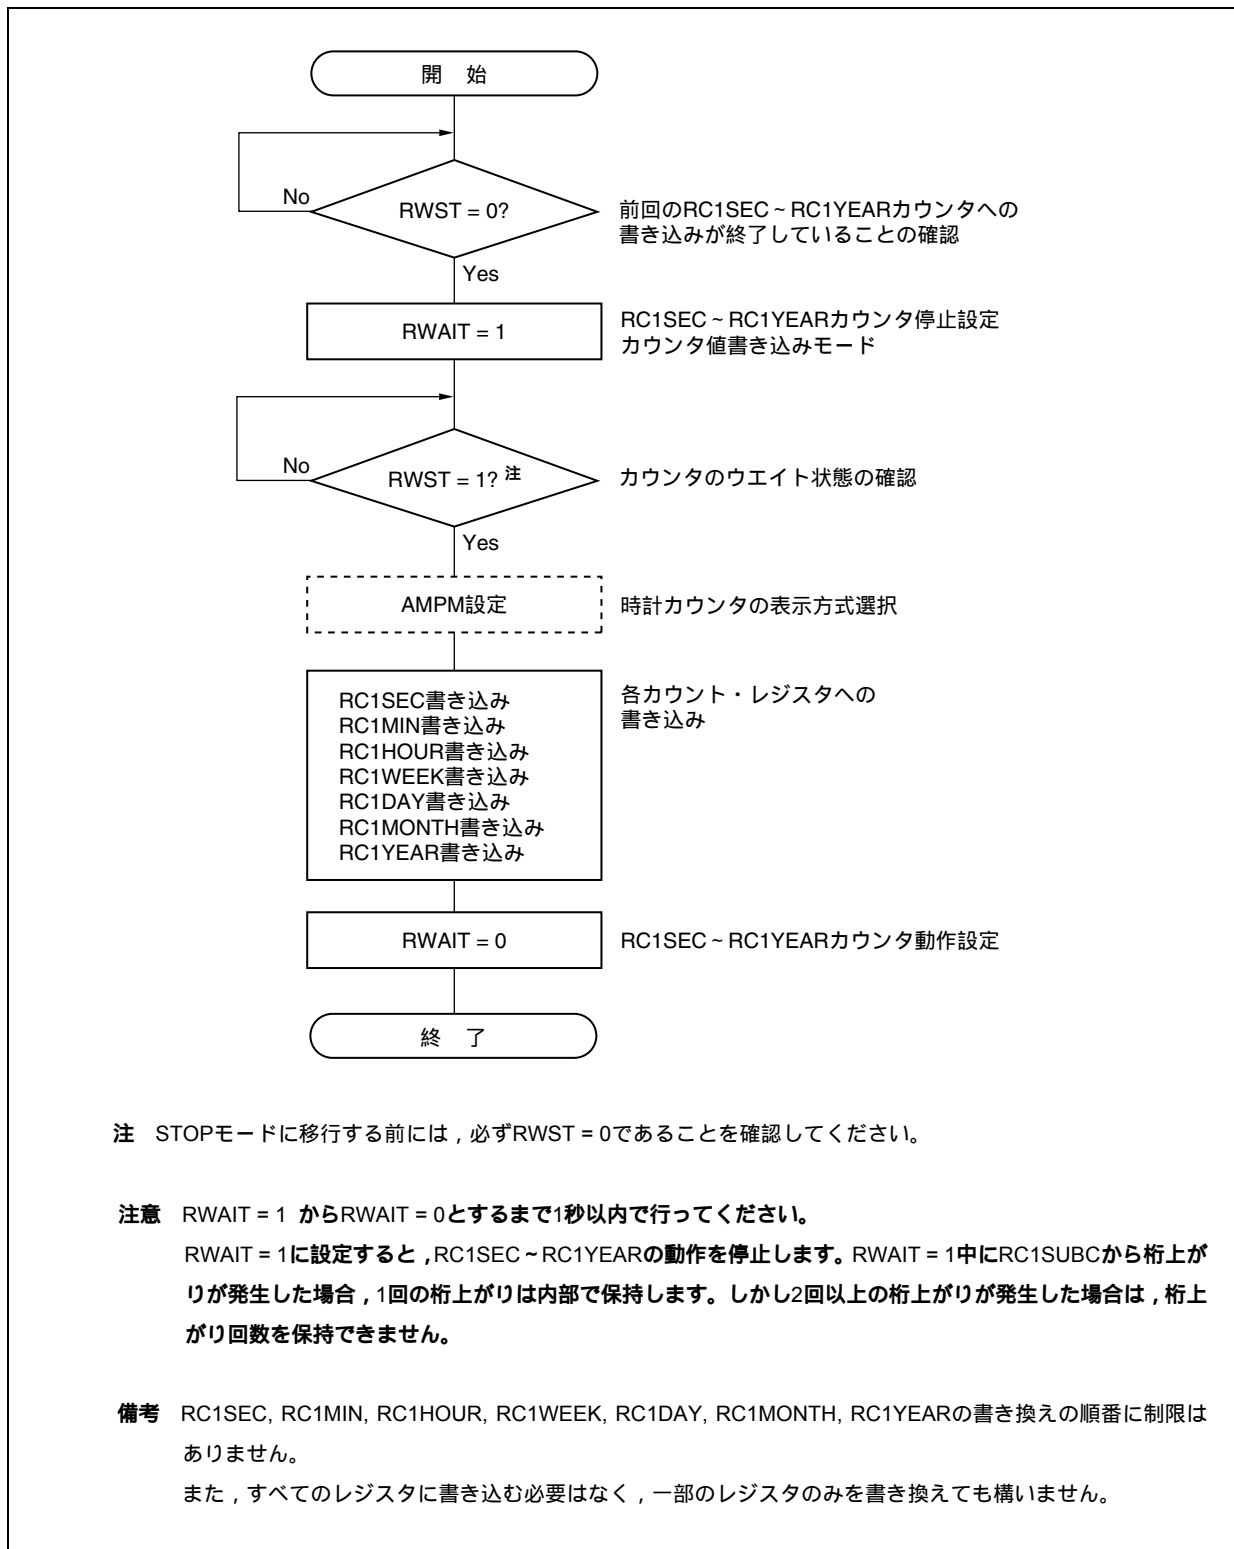 開　始
No
RWST = 0?
前回のRC1SEC～RC1YEARカウンタへの
書き込みが終了していることの確認
Yes
RWAIT = 1
RC1SEC～RC1YEARカウンタ停止設定
カウンタ値書き込みモード
No
RWST = 1? 注
カウンタのウエイト状態の確認
Yes
AMPM設定
時計カウンタの表示方式選択
RC1SEC書き込み
RC1MIN書き込み
RC1HOUR書き込み
RC1WEEK書き込み
RC1DAY書き込み
RC1MONTH書き込み
RC1YEAR書き込み
各カウント・レジスタへの
書き込み
RWAIT = 0
RC1SEC～RC1YEARカウンタ動作設定
終　了
注　STOPモードに移行する前には，必ずRWST = 0であることを確認してください。
注意　RWAIT = 1 からRWAIT = 0とするまで1秒以内で行ってください。
RWAIT = 1に設定すると，RC1SEC～RC1YEARの動作を停止します。RWAIT = 1中にRC1SUBCから桁上が
りが発生した場合，1回の桁上がりは内部で保持します。しかし2回以上の桁上がりが発生した場合は，桁上
がり回数を保持できません。
備考　RC1SEC, RC1MIN, RC1HOUR, RC1WEEK, RC1DAY, RC1MONTH, RC1YEARの書き換えの順番に制限は
ありません。
また，すべてのレジスタに書き込む必要はなく，一部のレジスタのみを書き換えても構いません。